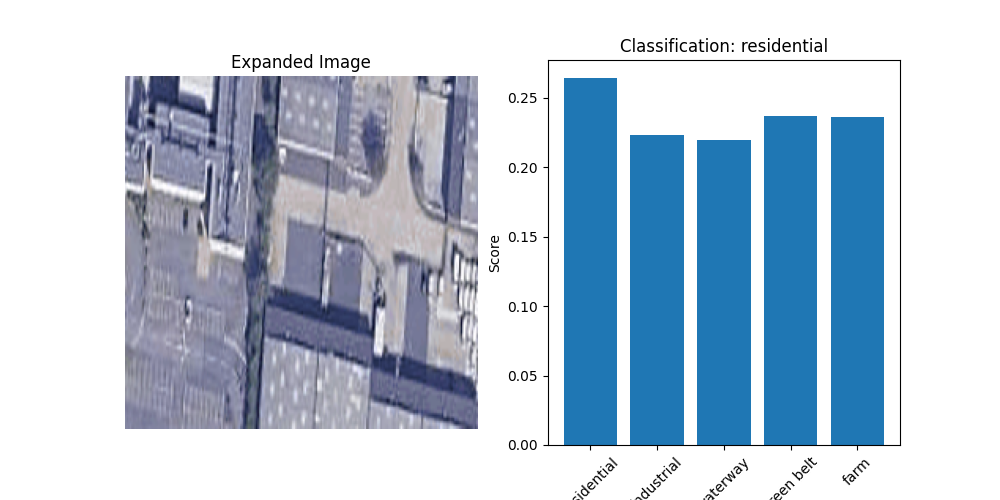 Expanded Image
Classification: residential
Score
0.25
0.20
0.15
0.10
0.05
0.00
sidential
ndustrial
aterway
een belt
farm